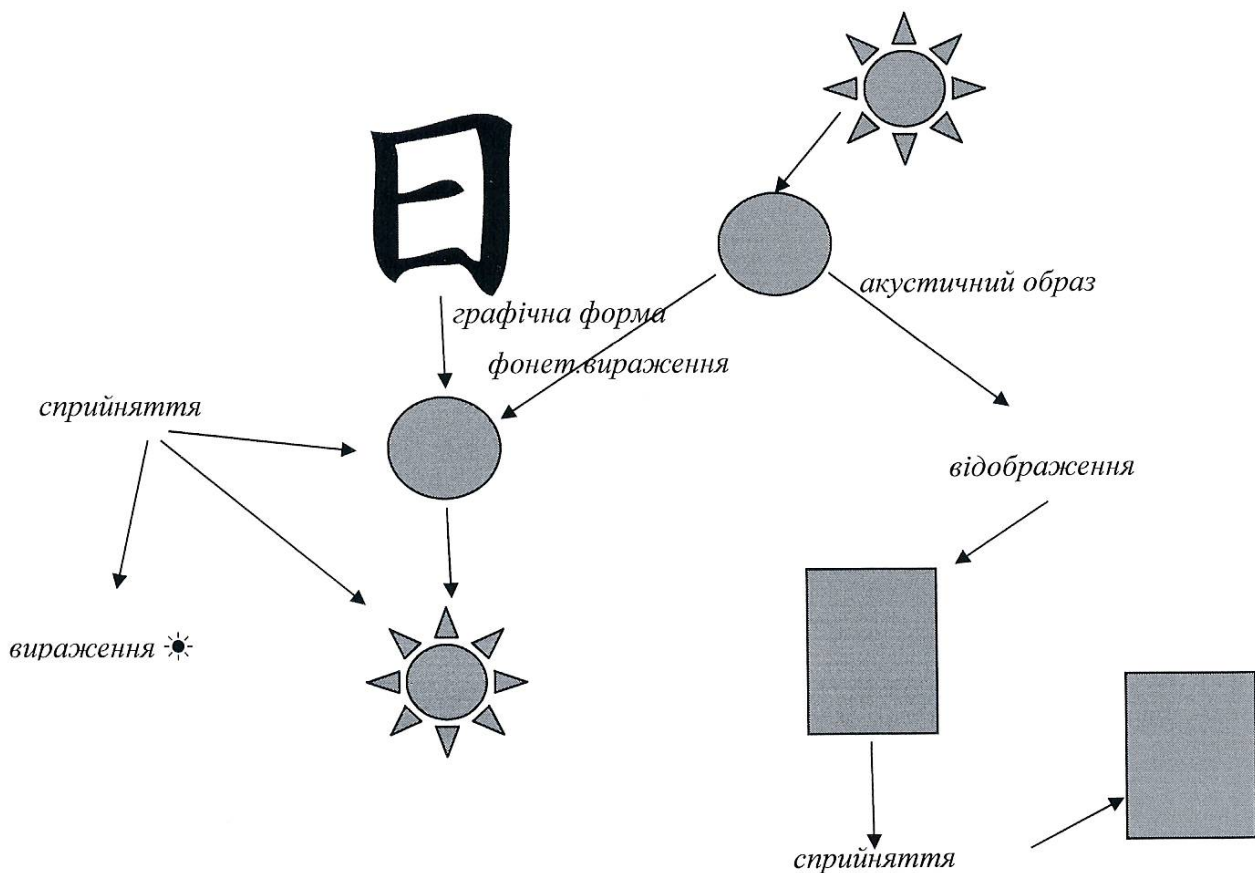 日
акустичний образ
графічна форма
фонет.вираження
сприйняття
відображення
вираження
сприйняття